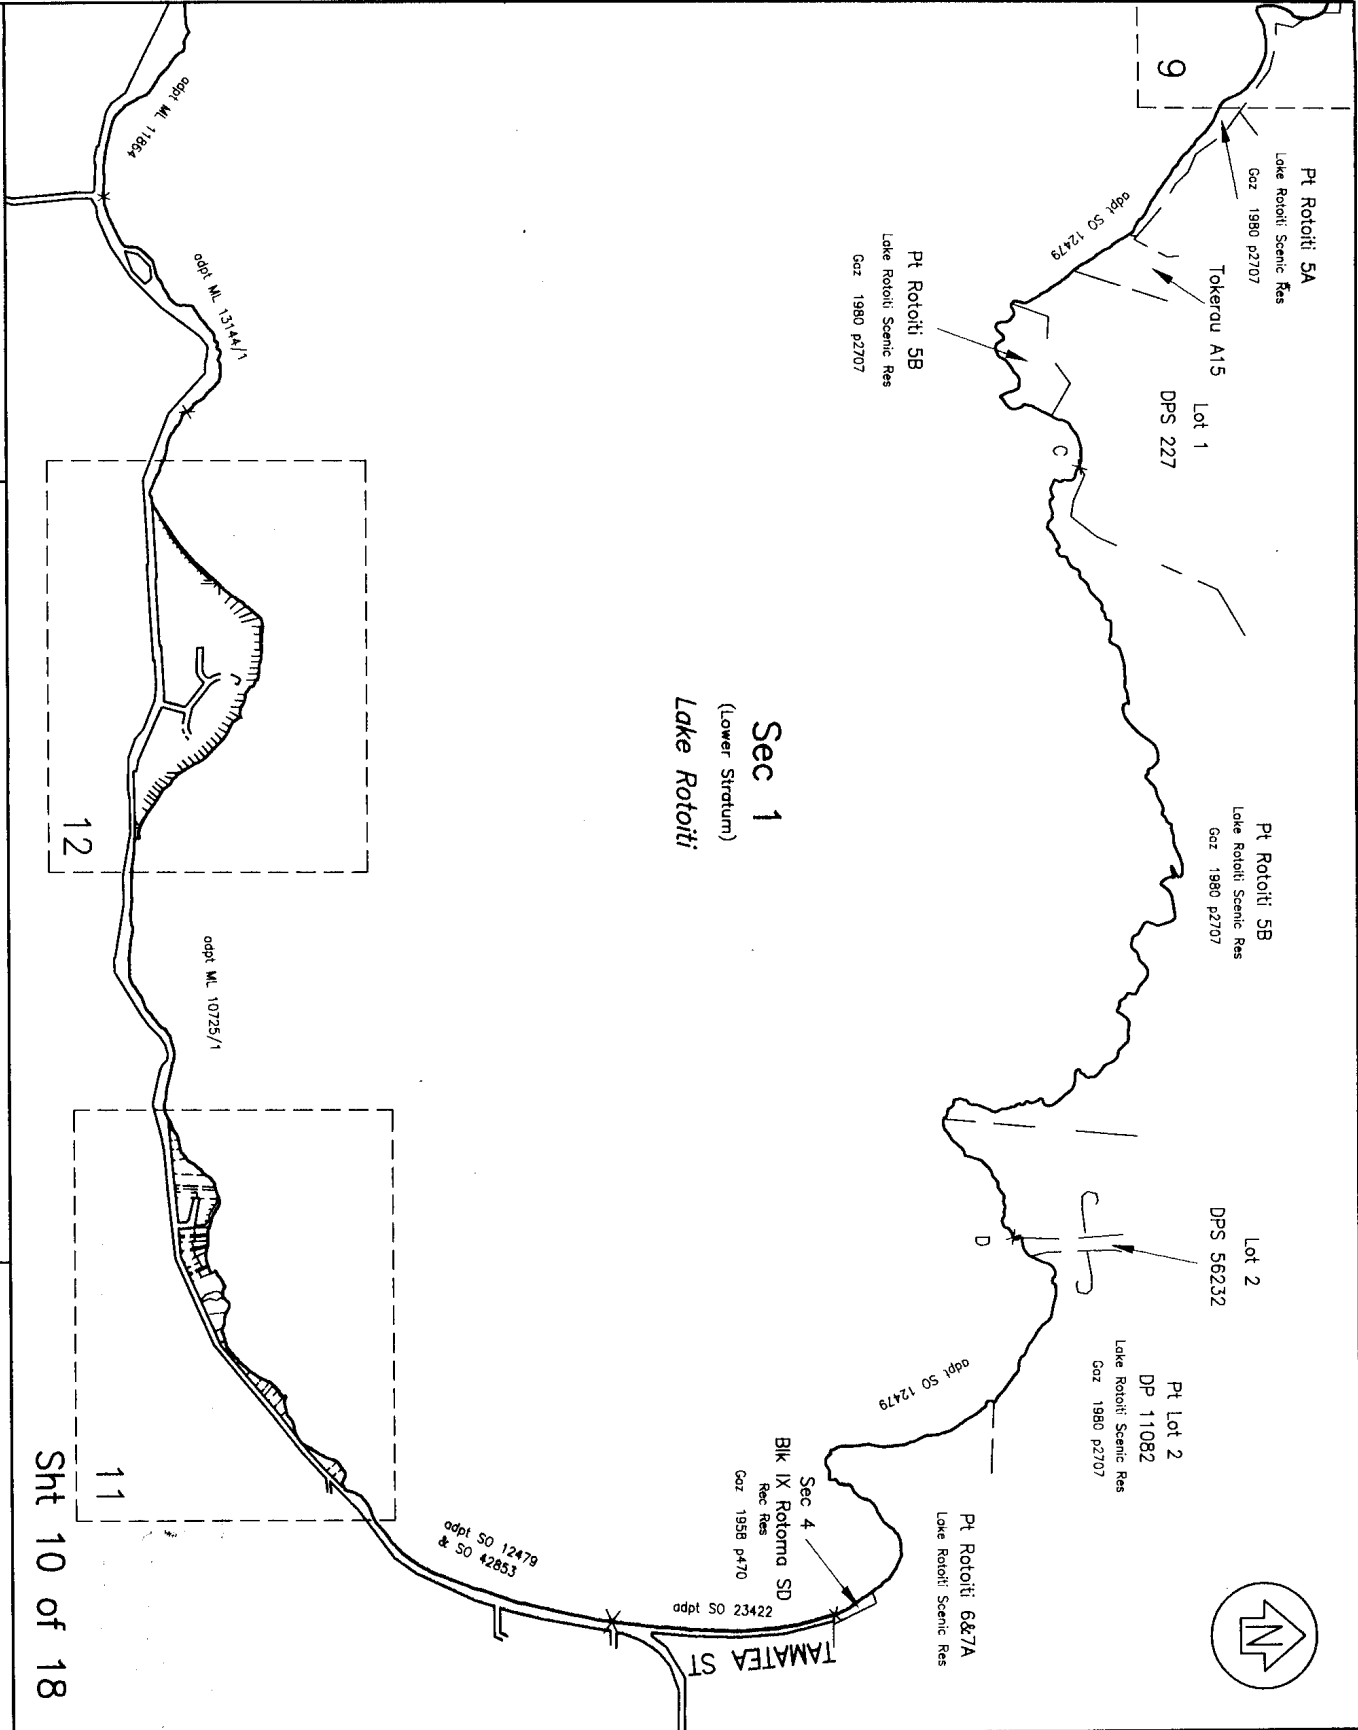 9
Pt Rotoiti 5A
Lake Rotoiti Scenic Res
Gaz 1980 p2707
Tokerau A15
Lot 1
DPS 227
adpt SO 12479
Pt Rotoiti 5B
Lake Rotoiti Scenic Res
Gaz 1980 p2707
C
Pt Rotoiti 5B
Lake Rotoiti Scenic Res
Gaz 1980 p2707
Lot 2
DPS 56232
D
Pt Lot 2
DP 11082
Lake Rotoiti Scenic Res
Gaz 1980 p2707
adpt SO 12479
Pt Rotoiti 6&7A
Lake Rotoiti Scenic Res
N
Sec 4
Blk IX Rotoma SD
Rec Res
Gaz 1958 p470
Sec 1
(Lower Stratum)
Lake Rotoiti
adpt ML 11864
adpt ML 13144/1
12
adpt ML 10725/1
11
adpt SO 12479
& SO 42853
adpt SO 23422
TAMATEA ST
Sht 10 of 18